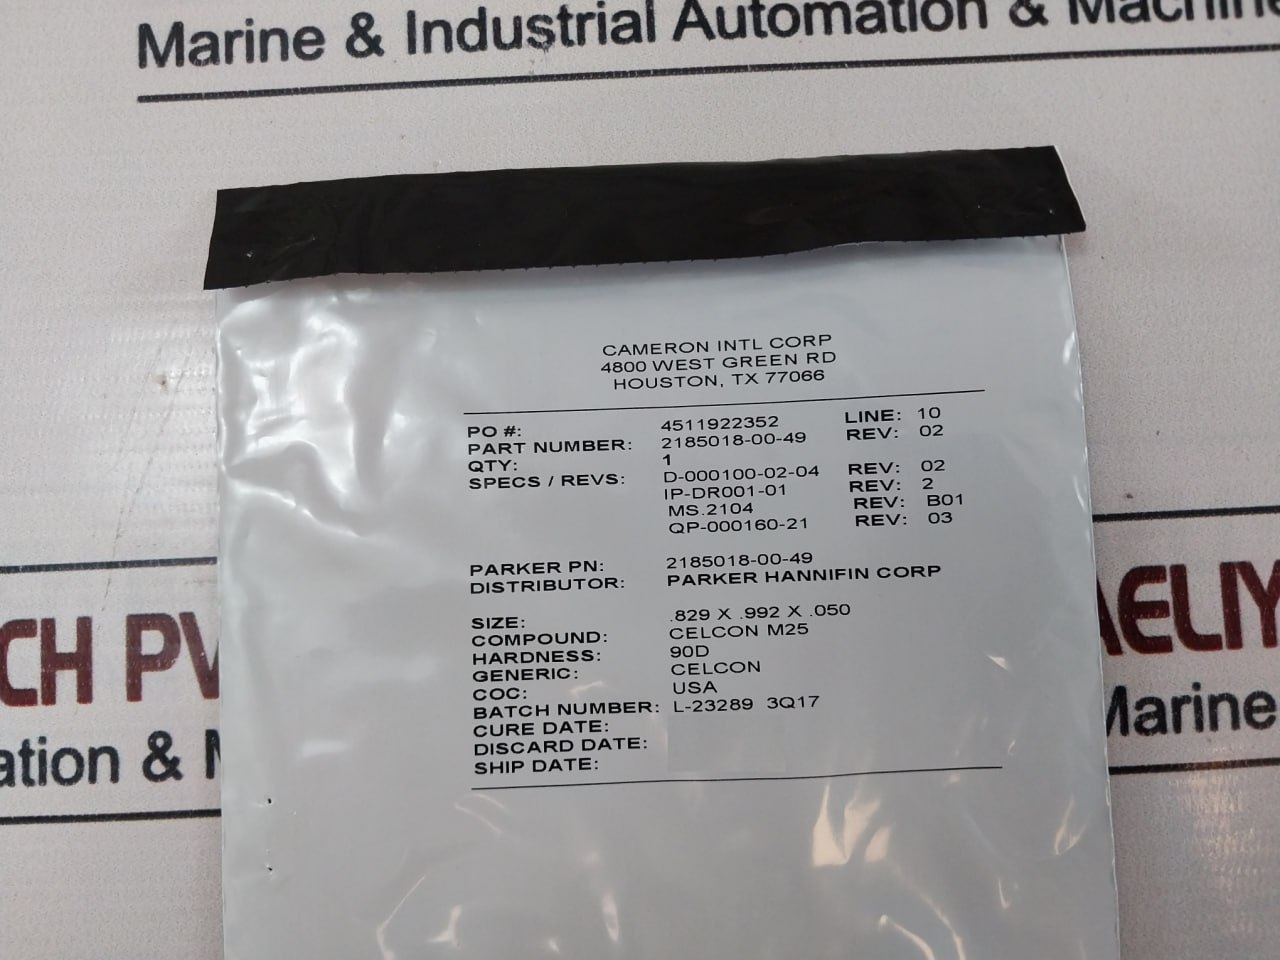 Marine & Industrial Automation & Machine
CAMERON INTL CORP
4800 WEST GREEN RD
HOUSTON, TX 77066
PO #: 4511922352 LINE: 10
PART NUMBER: 2185018-00-49 REV: 02
QTY: 1
SPECS / REVS: D-000100-02-04 REV: 02
IP-DR001-01 REV: 2
MS.2104 REV: B01
QP-000160-21 REV: 03
PARKER PN: 2185018-00-49
DISTRIBUTOR: PARKER HANNIFIN CORP
SIZE: .829 X .992 X .050
COMPOUND: CELCON M25
HARDNESS: 90D
GENERIC: CELCON
COC: USA
BATCH NUMBER: L-23289 3Q17
CURE DATE:
DISCARD DATE:
SHIP DATE:
CH PV AELIY
ation & M Marine